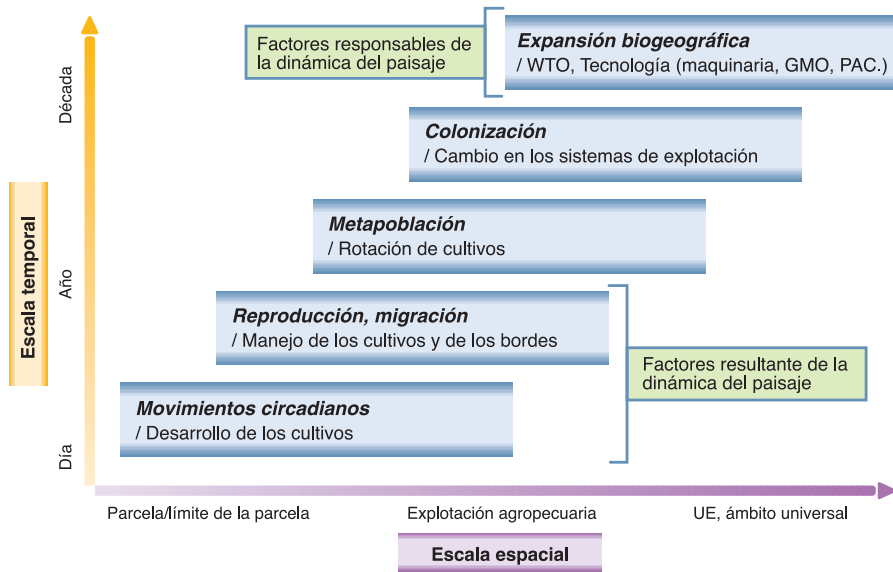 Factores responsables de
la dinámica del paisaje
Expansión biogeográfica
/ WTO, Tecnología (maquinaria, GMO, PAC.)
Colonización
/ Cambio en los sistemas de explotación
Metapoblación
/ Rotación de cultivos
Reproducción, migración
/ Manejo de los cultivos y de los bordes
Factores resultante de la
dinámica del paisaje
Movimientos circadianos
/ Desarrollo de los cultivos
Escala temporal
Década
Año
Día
Parcela/límite de la parcela
Explotación agropecuaria
UE, ámbito universal
Escala espacial